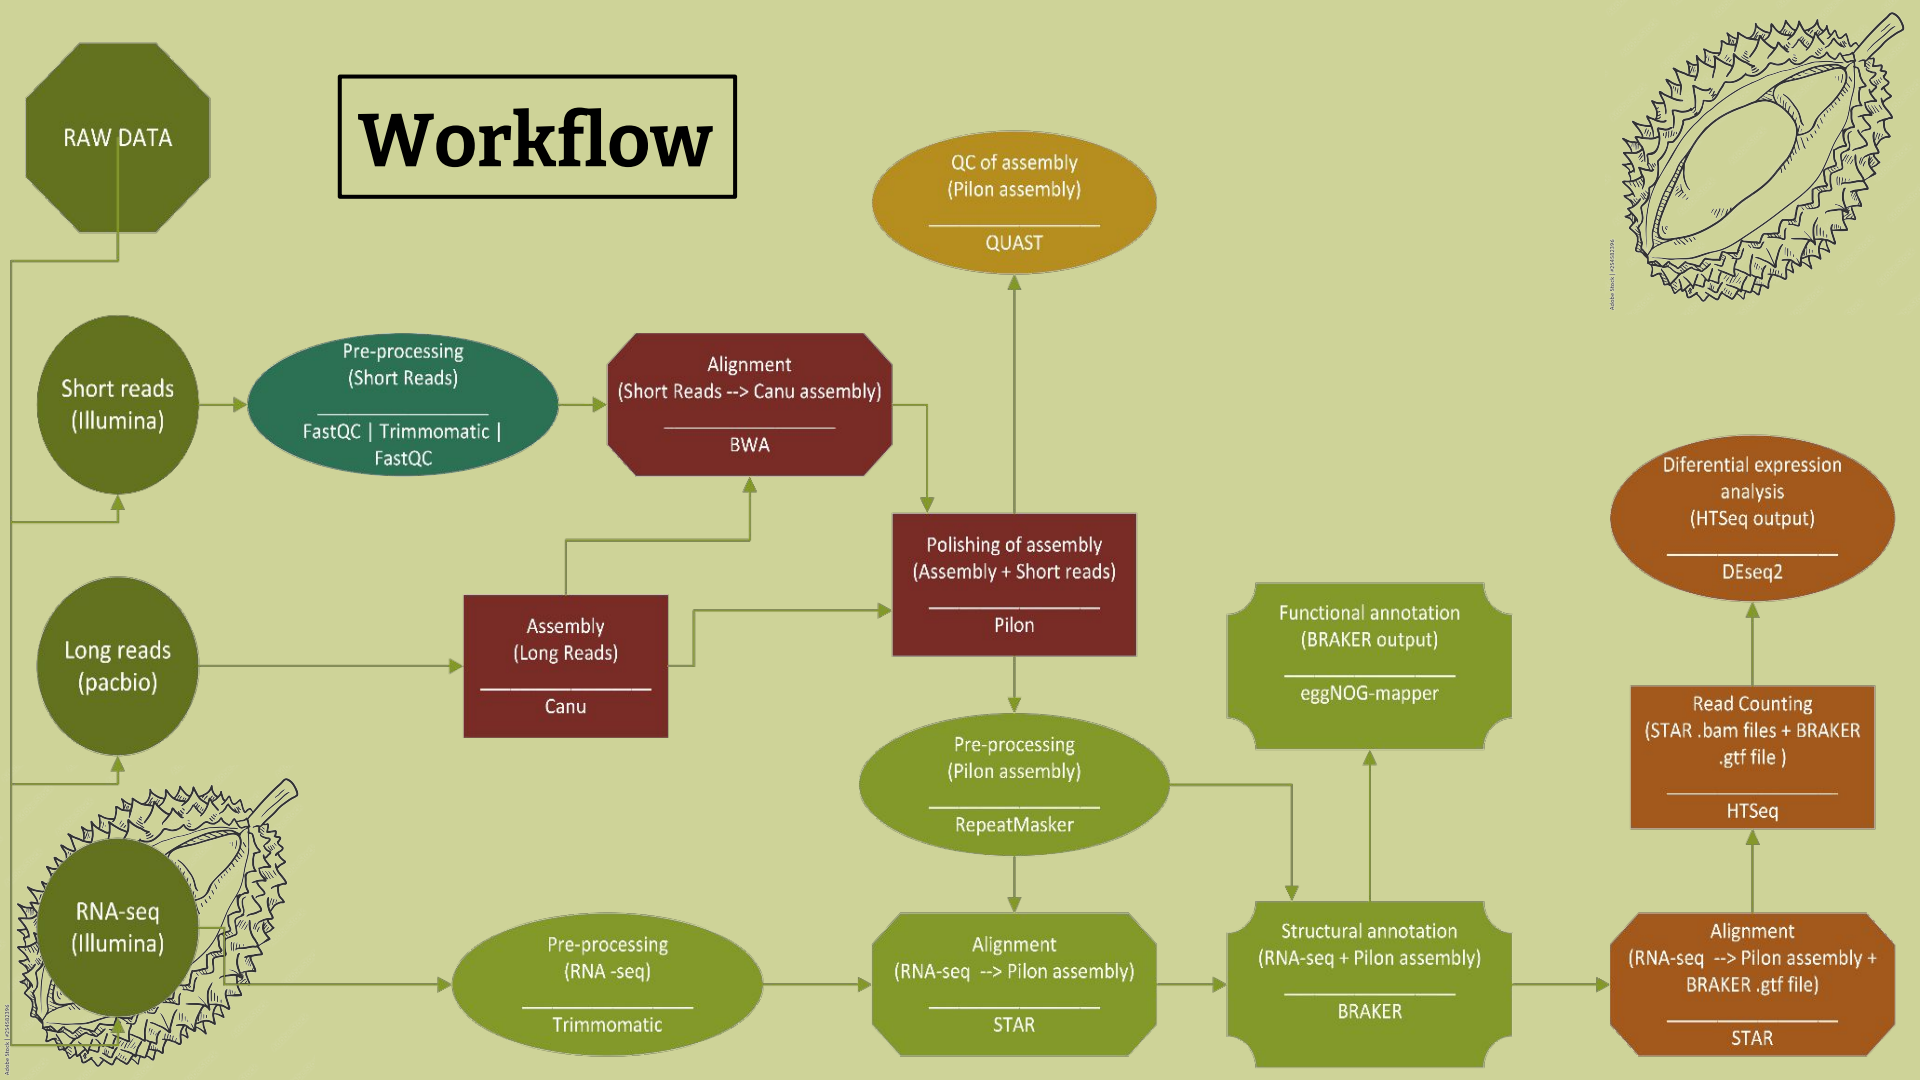 RAW DATA
Workflow
QC of assembly
(Pilon assembly)
QUAST
Short reads
(Illumina)
Pre-processing
(Short Reads)
FastQC | Trimmomatic |
FastQC
Alignment
(Short Reads --> Canu assembly)
BWA
Long reads
(pacbio)
Assembly
(Long Reads)
Canu
Polishing of assembly
(Assembly + Short reads)
Pilon
Pre-processing
(Pilon assembly)
RepeatMasker
Functional annotation
(BRAKER output)
eggNOG-mapper
Diferential expression
analysis
(HTSeq output)
DEseq2
Read Counting
(STAR .bam files + BRAKER
.gtf file )
HTSeq
RNA-seq
(Illumina)
Pre-processing
(RNA -seq)
Trimmomatic
Alignment
(RNA-seq --> Pilon assembly)
STAR
Structural annotation
(RNA-seq + Pilon assembly)
BRAKER
Alignment
(RNA-seq --> Pilon assembly +
BRAKER .gtf file)
STAR
Adobe Stock
Adobe Stock